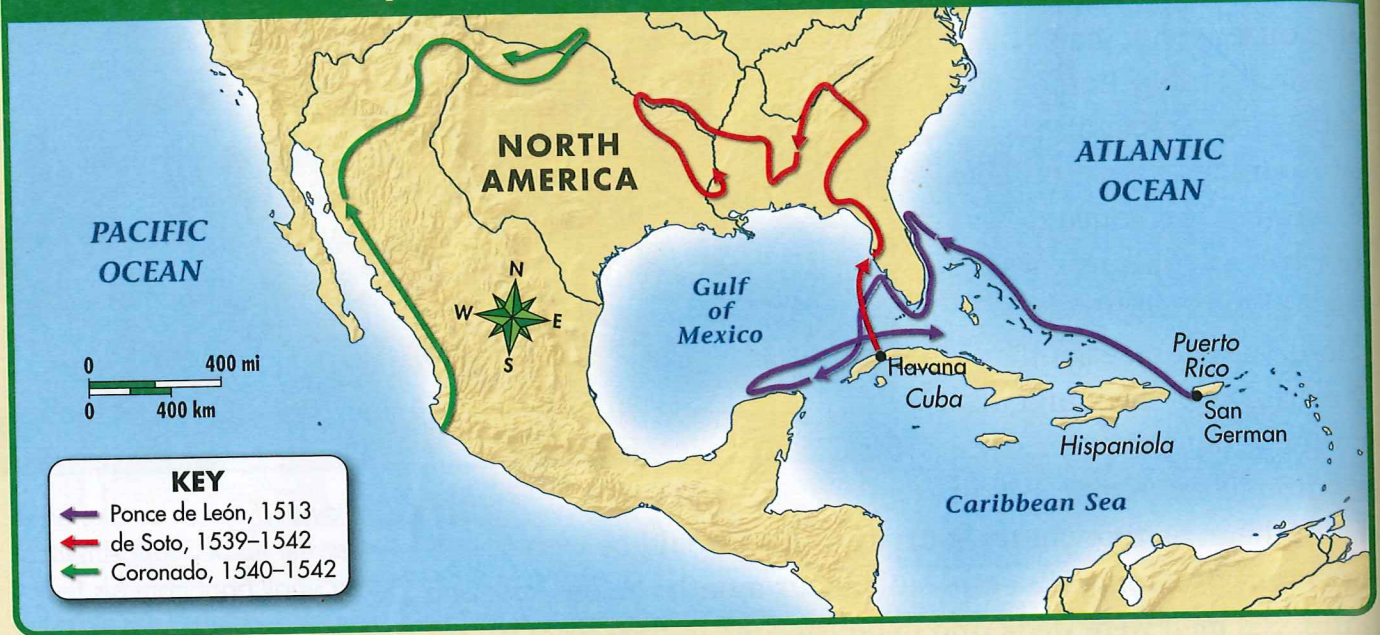 NORTH
AMERICA
ATLANTIC
OCEAN
PACIFIC
OCEAN
Gulf
of
Mexico
N
W
E
S
0 400 mi
0 400 km
Havana
Cuba
Puerto
Rico
San
German
Hispaniola
Caribbean Sea
KEY
Ponce de León, 1513
de Soto, 1539–1542
Coronado, 1540–1542